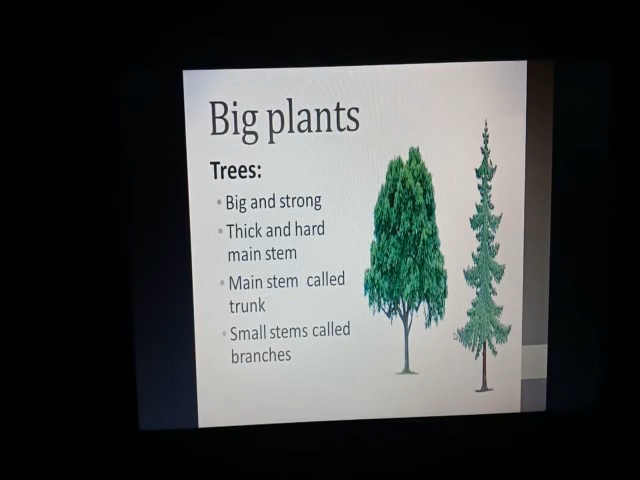 Big plants
Trees:
• Big and strong
• Thick and hard
main stem
• Main stem called
trunk
• Small stems called
branches